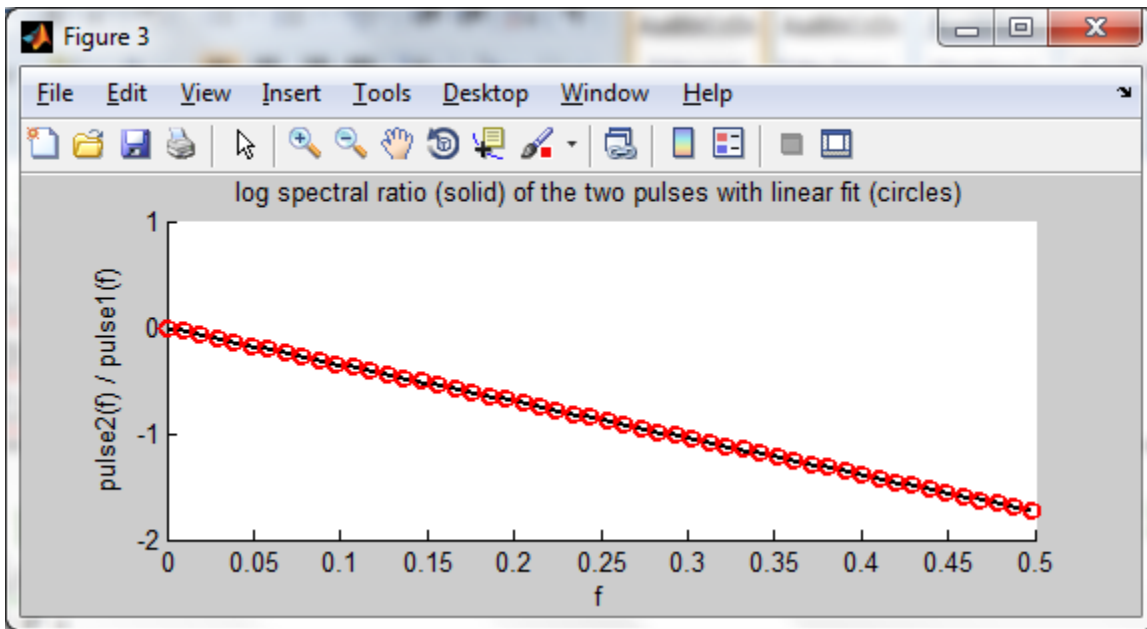 Figure 3
File Edit View Insert Tools Desktop Window Help
log spectral ratio (solid) of the two pulses with linear fit (circles)
pulse2(f) / pulse1(f)
1
0
-1
-2
0 0.05 0.1 0.15 0.2 0.25 0.3 0.35 0.4 0.45 0.5
f